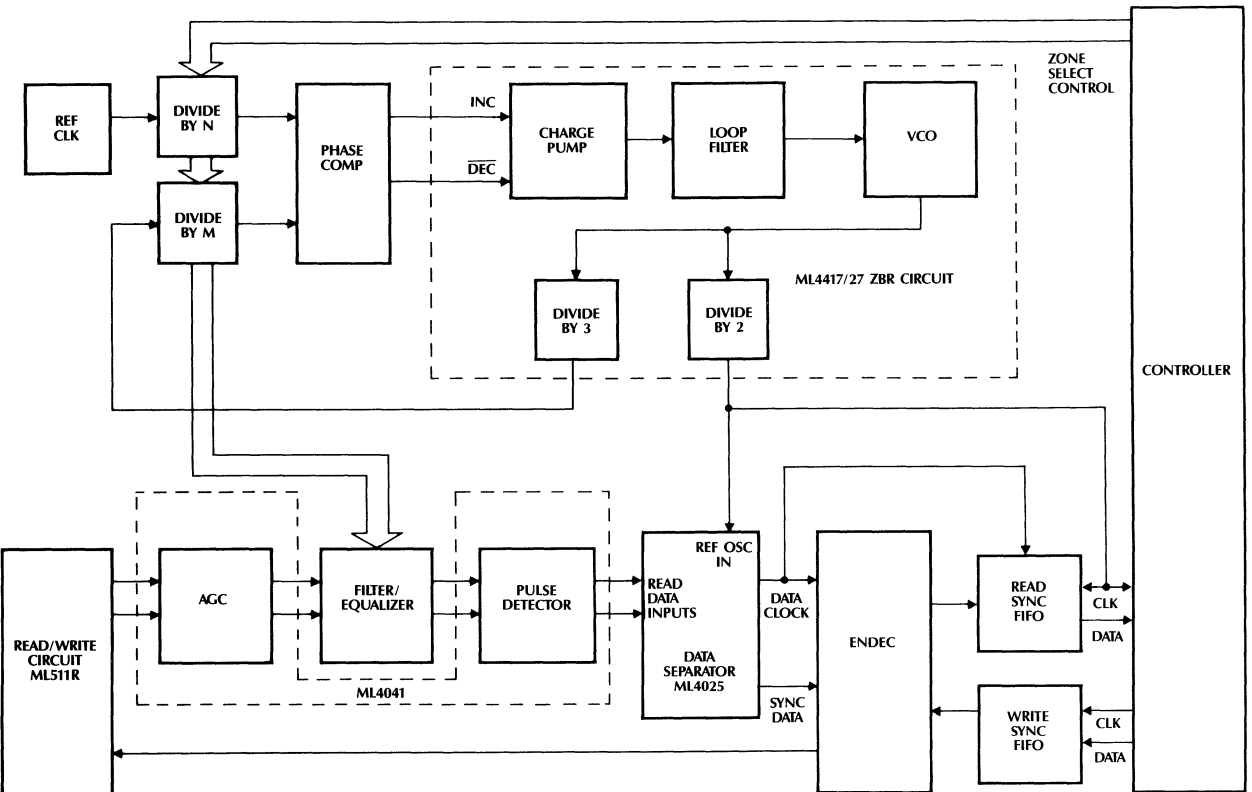 ZONE
SELECT
CONTROL
REF
CLK
DIVIDE
BY N
PHASE
COMP
INC
DEC
CHARGE
PUMP
LOOP
FILTER
VCO
DIVIDE
BY M
DIVIDE
BY 3
DIVIDE
BY 2
ML4417/27 ZBR CIRCUIT
CONTROLLER
READ/WRITE
CIRCUIT
ML511R
AGC
FILTER/
EQUALIZER
PULSE
DETECTOR
ML4041
REF OSC
IN
READ
DATA
INPUTS
DATA
SEPARATOR
ML4025
DATA
CLOCK
SYNC
DATA
ENDEC
READ
SYNC
FIFO
CLK
DATA
WRITE
SYNC
FIFO
CLK
DATA